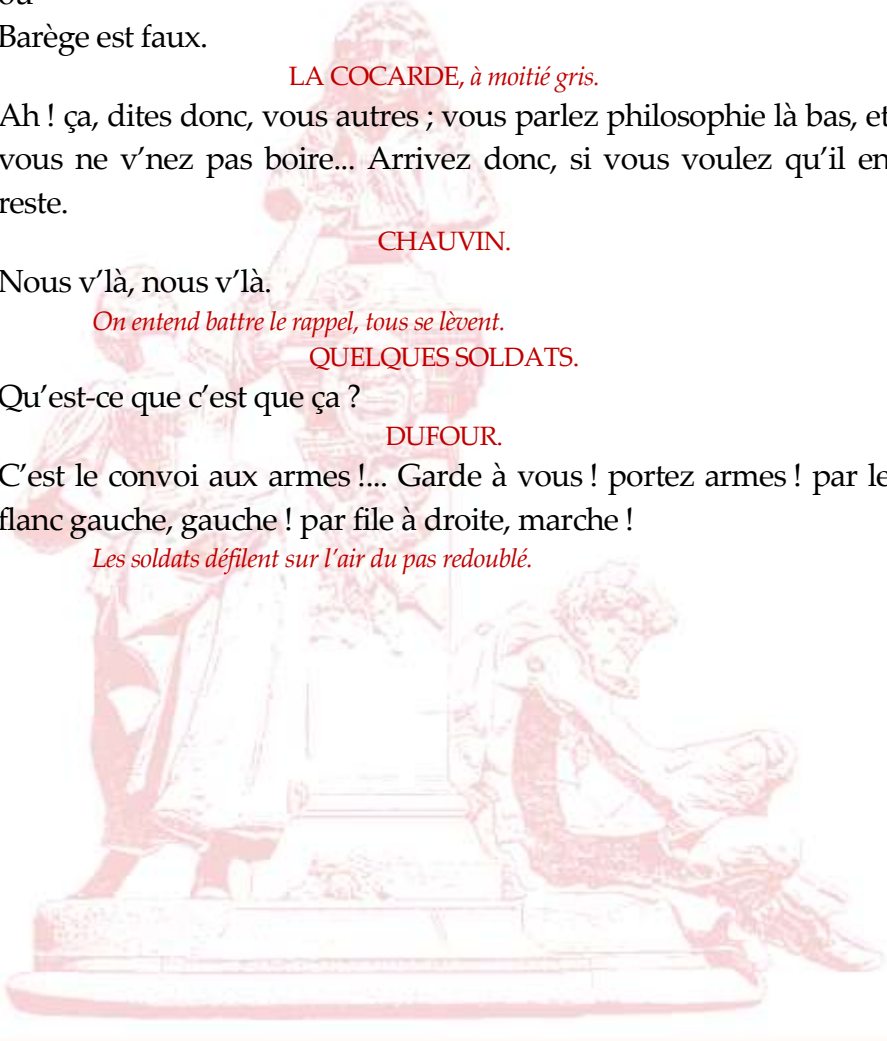 ou
Barège est faux.
LA COCARDE, à moitié gris.
Ah ! ça, dites donc, vous autres ; vous parlez philosophie là bas, et
vous ne v’nez pas boire... Arrivez donc, si vous voulez qu’il en
reste.
CHAUVIN.
Nous v’là, nous v’là.
On entend battre le rappel, tous se lèvent.
QUELQUES SOLDATS.
Qu’est-ce que c’est que ça ?
DUFOUR.
C’est le convoi aux armes !... Garde à vous ! portez armes ! par le
flanc gauche, gauche ! par file à droite, marche !
Les soldats défilent sur l’air du pas redoublé.